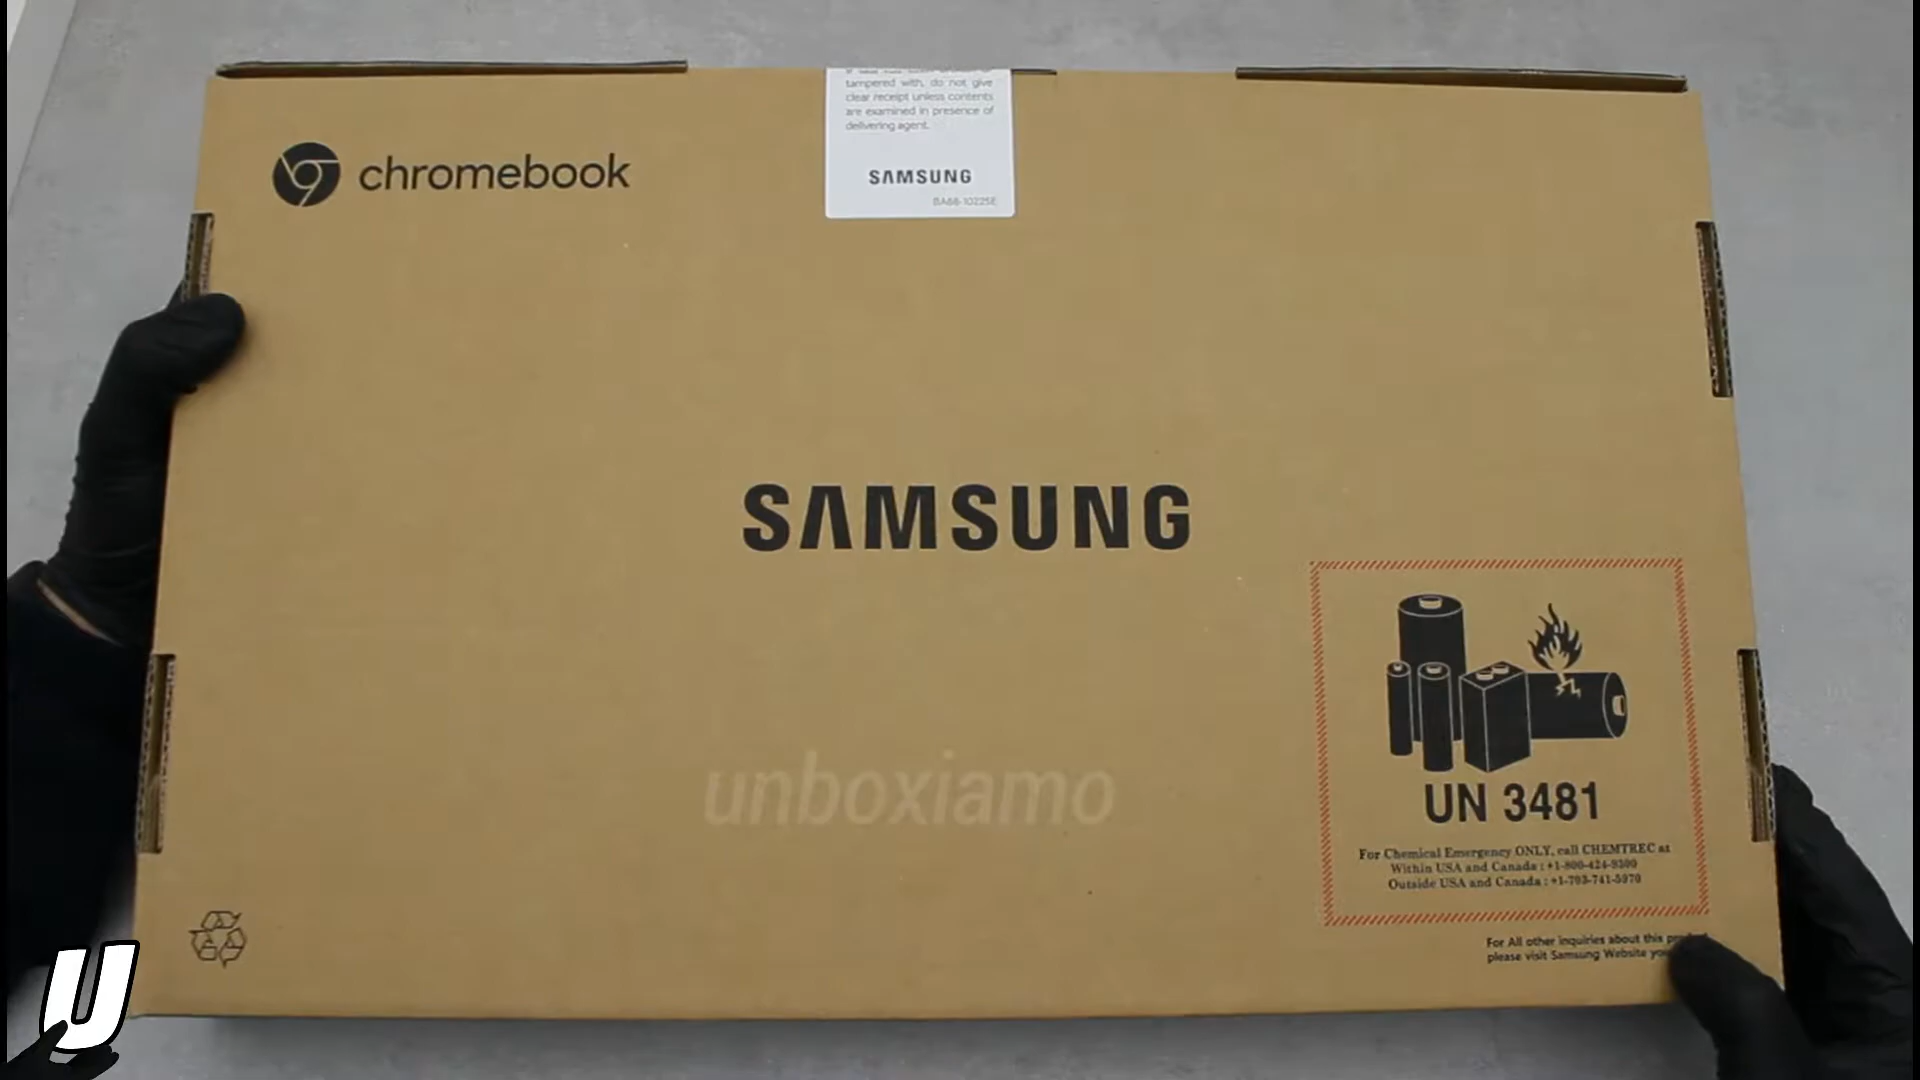 tampered with, do not give
clear receipt unless contents
are examined in presence of
delivering agent.
SAMSUNG
BA68-10225E
chromebook
SAMSUNG
unboxiamo
UN 3481
For Chemical Emergency ONLY, call CHEMTREC at
Within USA and Canada : +1-800-424-9300
Outside USA and Canada : +1-703-741-5970
For All other inquiries about this
please visit Samsung Website
U